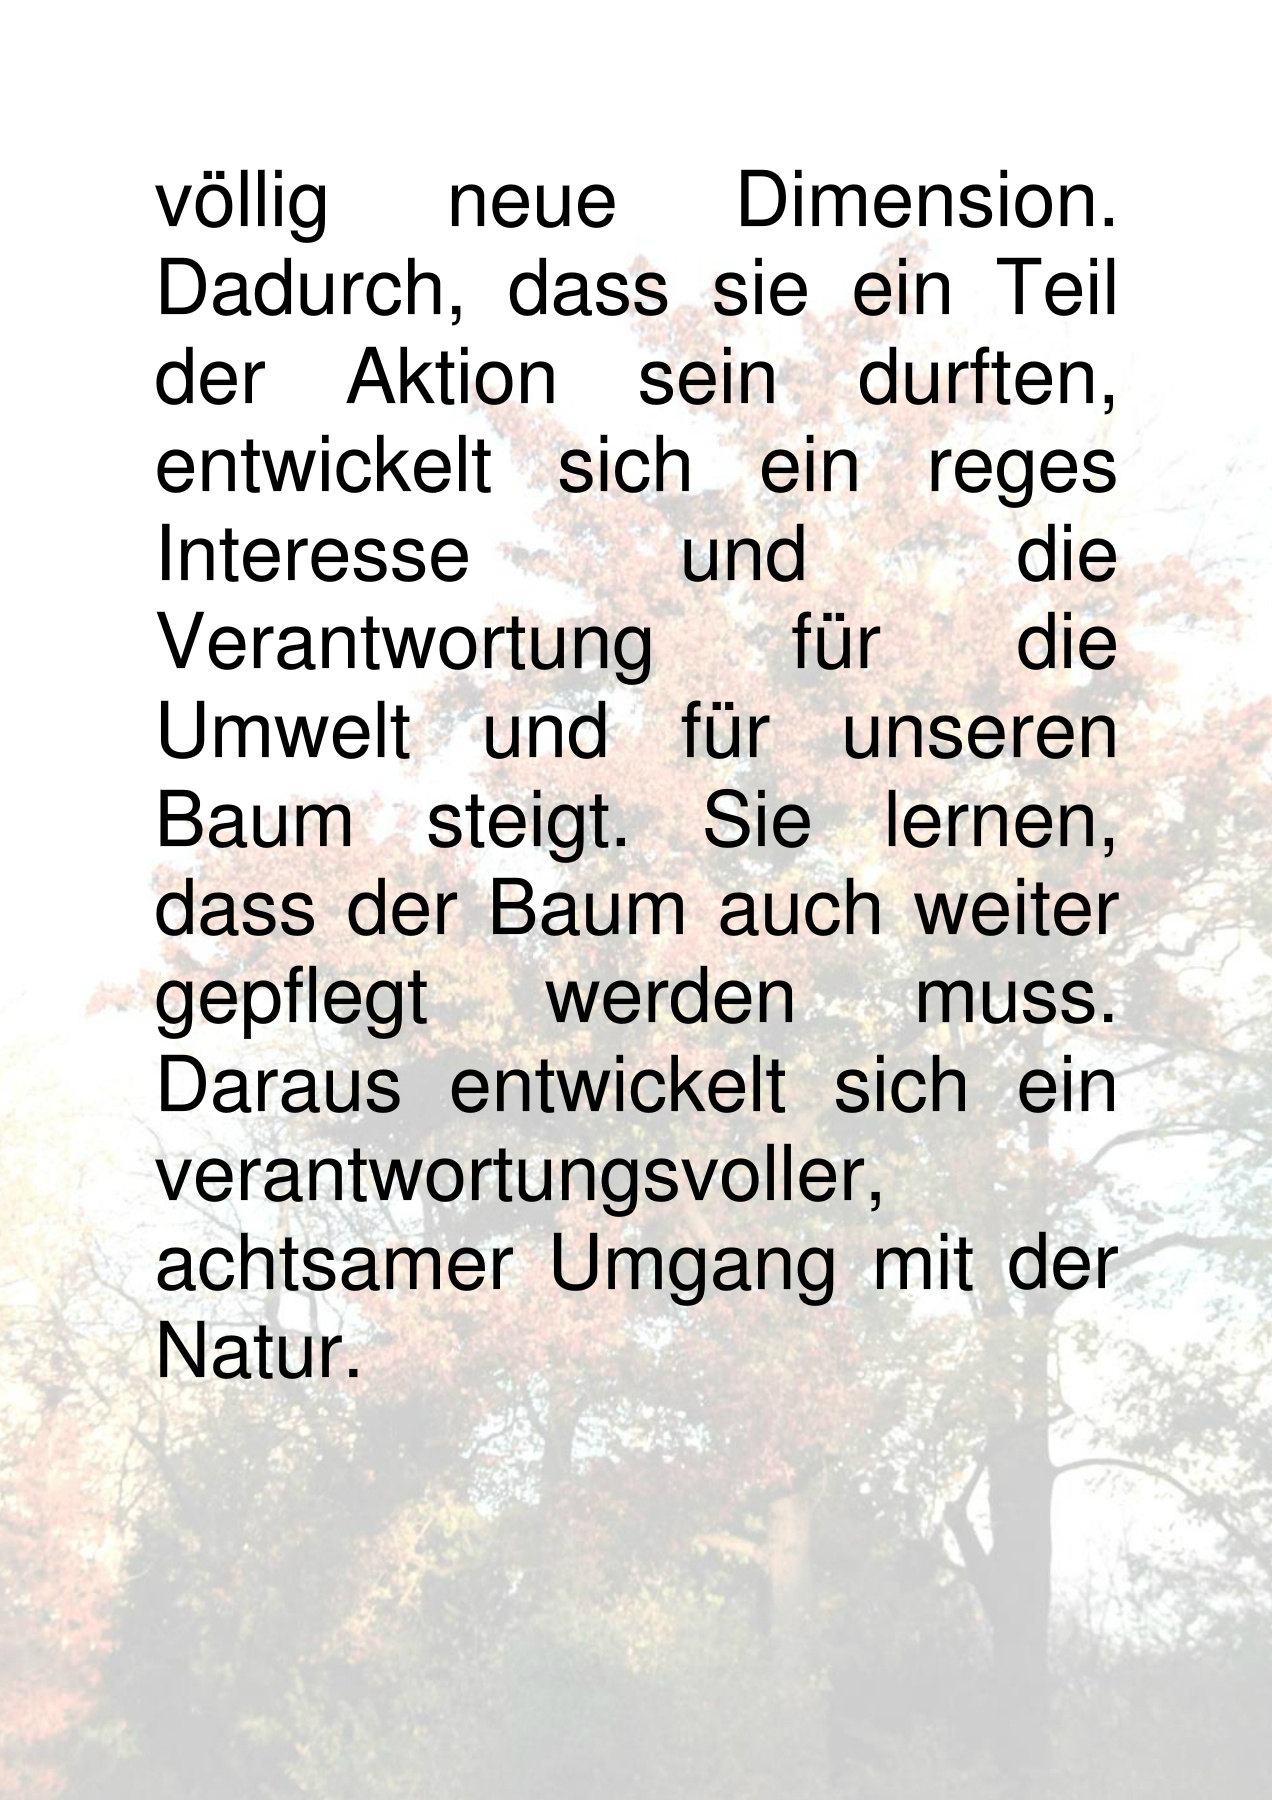 völlig neue Dimension.
Dadurch, dass sie ein Teil
der Aktion sein durften,
entwickelt sich ein reges
Interesse und die
Verantwortung für die
Umwelt und für unseren
Baum steigt. Sie lernen,
dass der Baum auch weiter
gepflegt werden muss.
Daraus entwickelt sich ein
verantwortungsvoller,
achtsamer Umgang mit der
Natur.